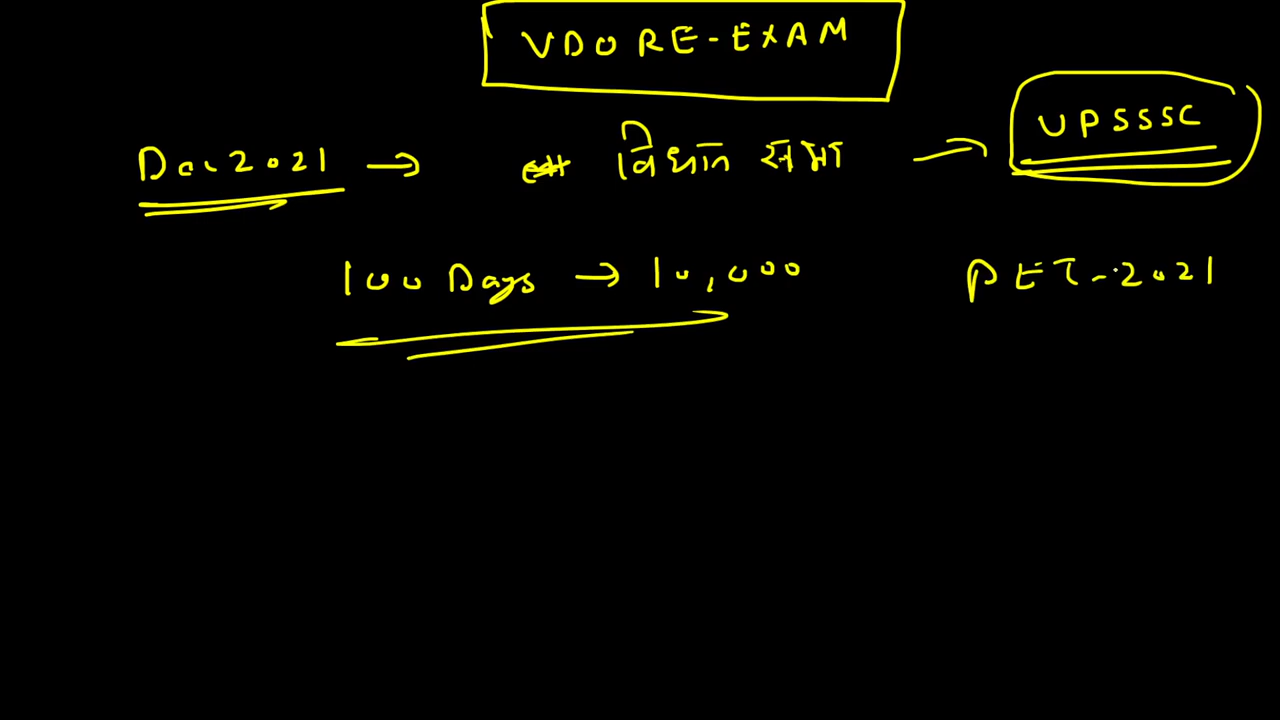 VDO RE-EXAM
Dec 2021 → विधान सभा → UPSSSC
100 Days → 10,000 PET-2021